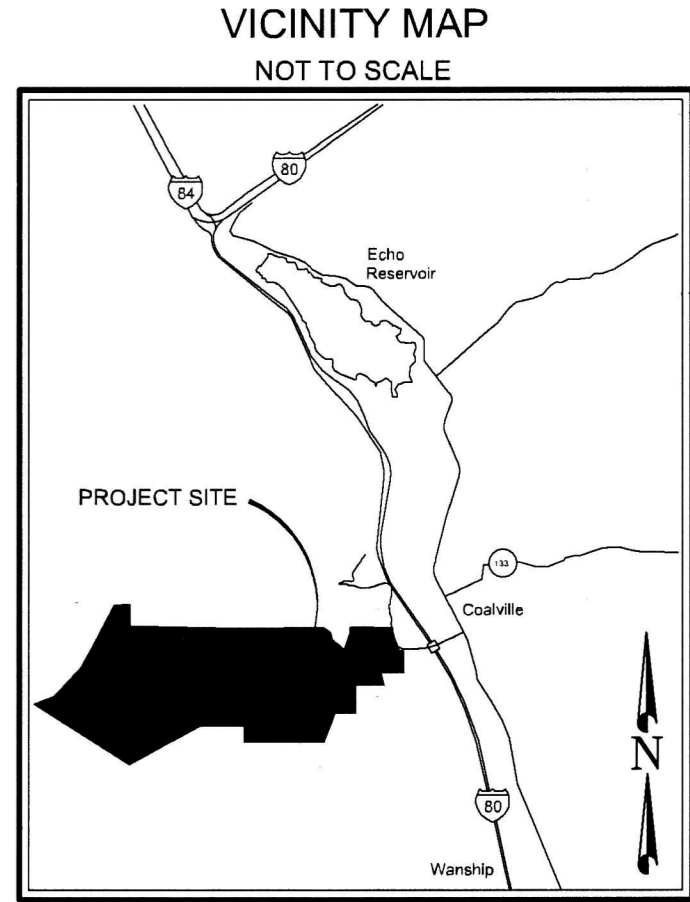 VICINITY MAP
NOT TO SCALE
80
84
Echo
Reservoir
PROJECT SITE
133
Coalville
N
80
Wanship